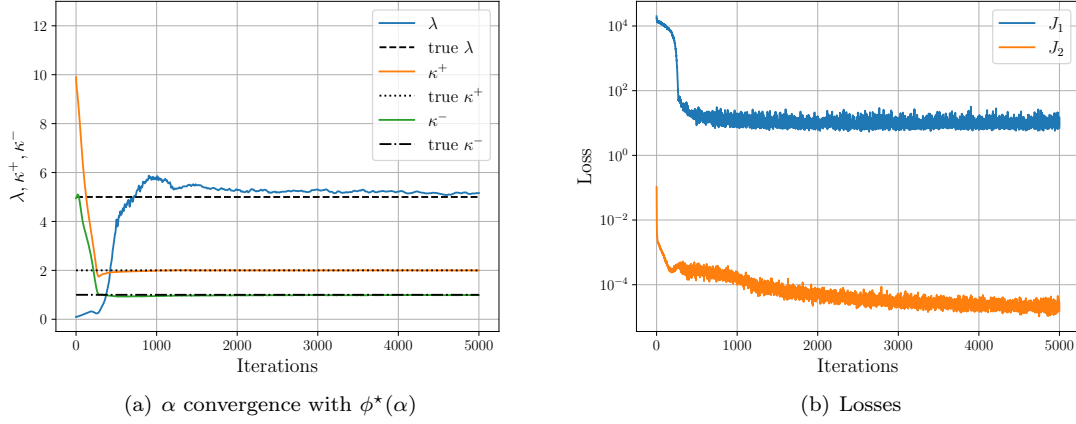 12
10
8
6
4
2
0
λ, κ⁺, κ⁻
λ
true λ
κ⁺
true κ⁺
κ⁻
true κ⁻
0 1000 2000 3000 4000 5000
Iterations
(a) α convergence with ϕ⋆(α)
10⁴
10²
10⁰
10⁻²
10⁻⁴
Loss
J₁
J₂
0 1000 2000 3000 4000 5000
Iterations
(b) Losses